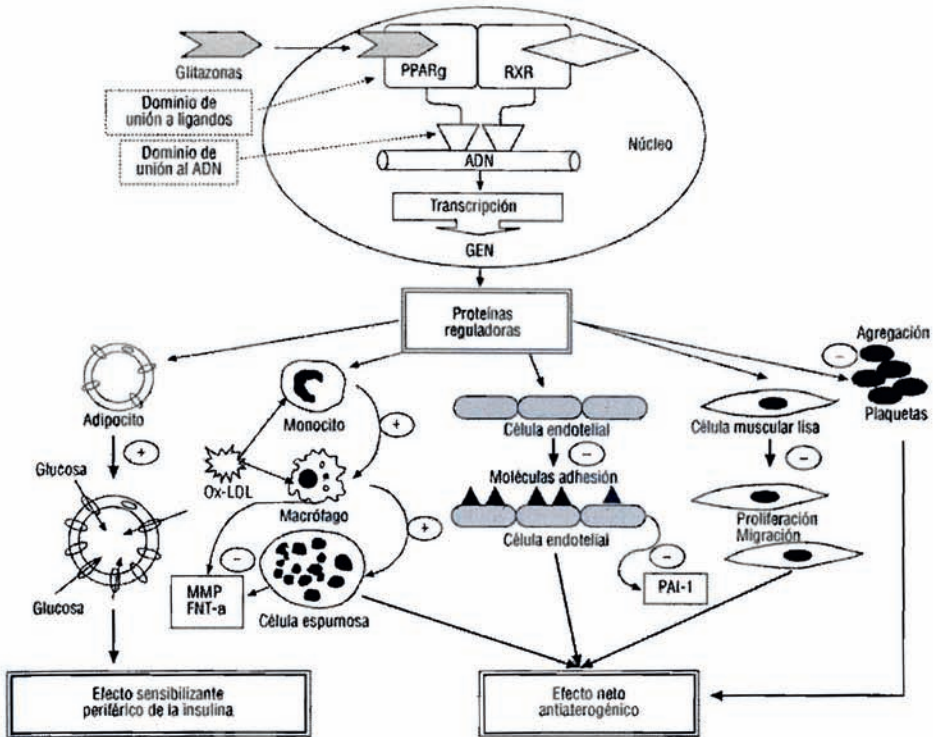 Glitazonas
PPARg
RXR
Dominio de
unión a ligandos
Dominio de
unión al ADN
ADN
Núcleo
Transcripción
GEN
Proteínas
reguladoras
Agregación
−
Plaquetas
Adipocito
+
Glucosa
Glucosa
Monocito
+
Ox-LDL
Macrófago
+
−
MMP
FNT-a
Célula espumosa
Célula endotelial
−
Moléculas adhesión
Célula endotelial
−
PAI-1
Célula muscular lisa
−
Proliferación
Migración
Efecto sensibilizante
periférico de la insulina
Efecto neto
antiaterogénico